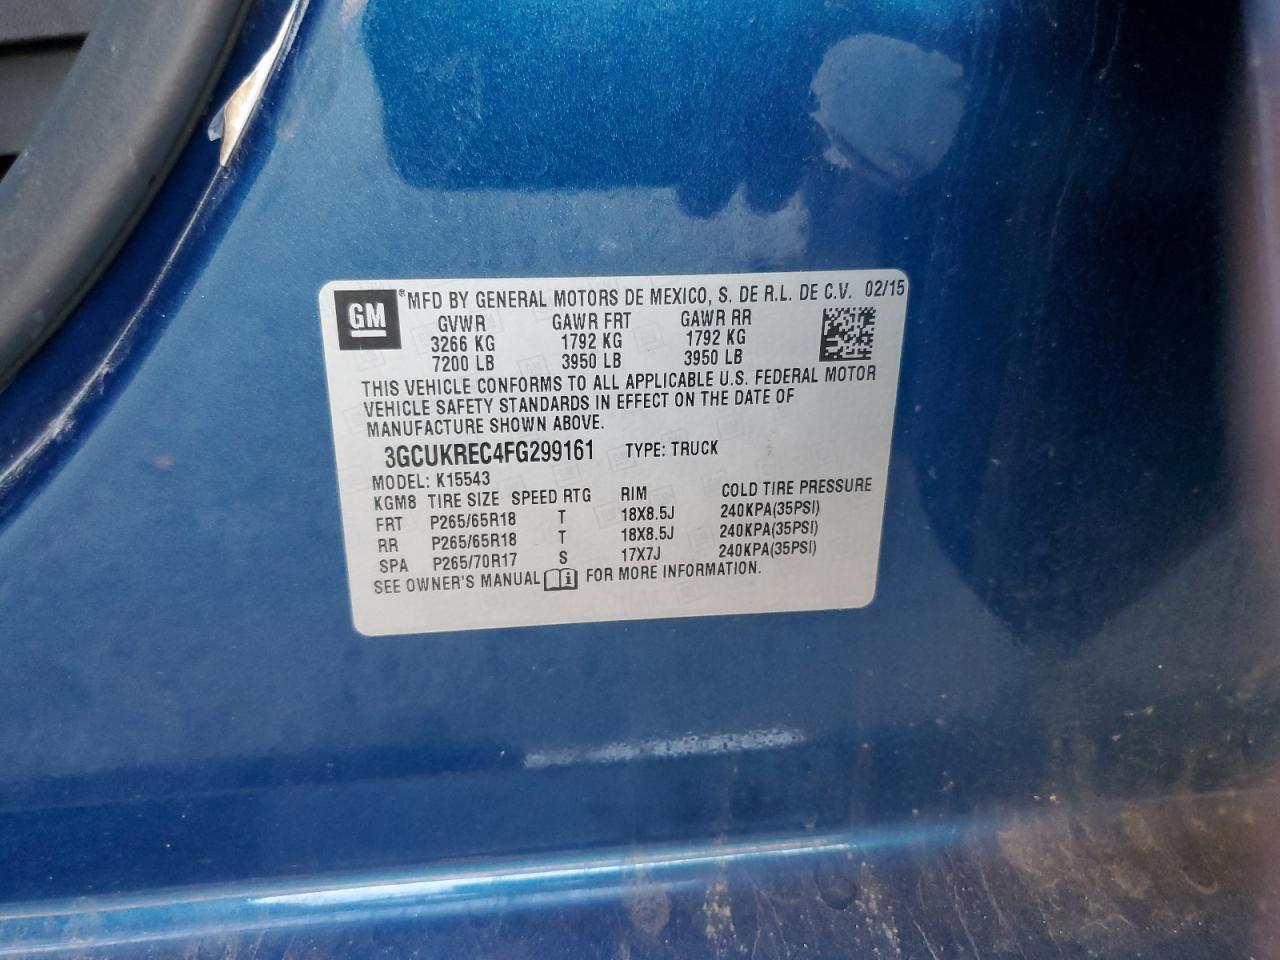 GM ® MFD BY GENERAL MOTORS DE MEXICO, S. DE R.L. DE C.V. 02/15
GVWR GAWR FRT GAWR RR
3266 KG 1792 KG 1792 KG
7200 LB 3950 LB 3950 LB
THIS VEHICLE CONFORMS TO ALL APPLICABLE U.S. FEDERAL MOTOR
VEHICLE SAFETY STANDARDS IN EFFECT ON THE DATE OF
MANUFACTURE SHOWN ABOVE.
3GCUKREC4FG299161 TYPE: TRUCK
MODEL: K15543
KGM8 TIRE SIZE SPEED RTG RIM COLD TIRE PRESSURE
FRT P265/65R18 T 18X8.5J 240KPA(35PSI)
RR P265/65R18 T 18X8.5J 240KPA(35PSI)
SPA P265/70R17 S 17X7J 240KPA(35PSI)
SEE OWNER'S MANUAL FOR MORE INFORMATION.